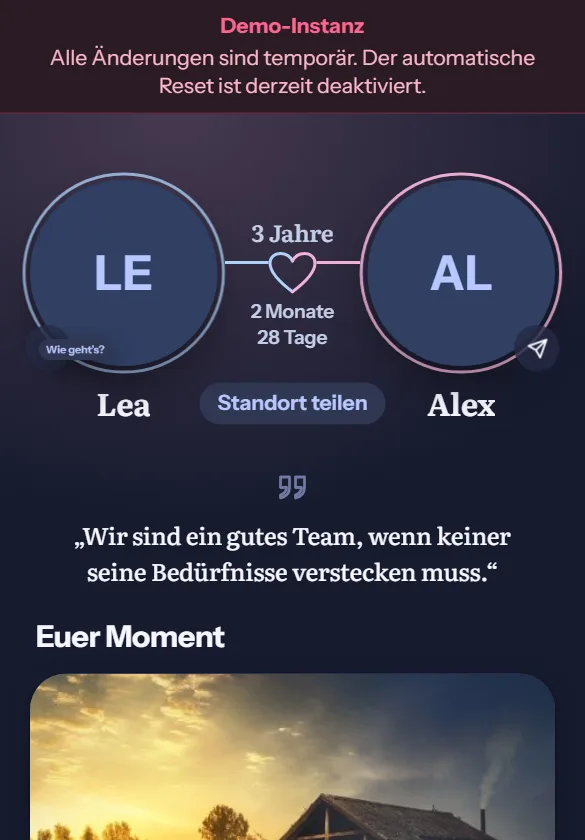 Demo-Instanz
Alle Änderungen sind temporär. Der automatische
Reset ist derzeit deaktiviert.
LE
3 Jahre
AL
2 Monate
28 Tage
Wie geht's?
Lea
Standort teilen
Alex
„Wir sind ein gutes Team, wenn keiner
seine Bedürfnisse verstecken muss.“
Euer Moment